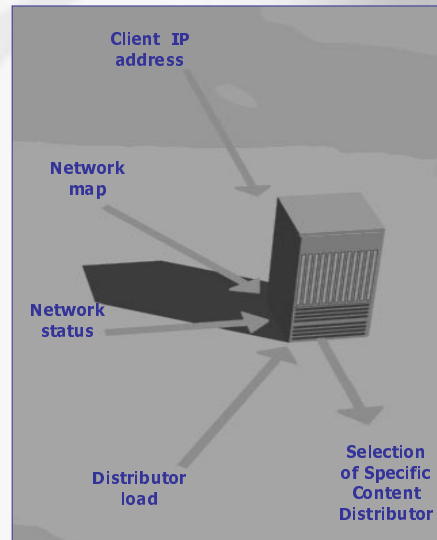 Client IP
address
Network
map
Network
status
Distributor
load
Selection
of Specific
Content
Distributor